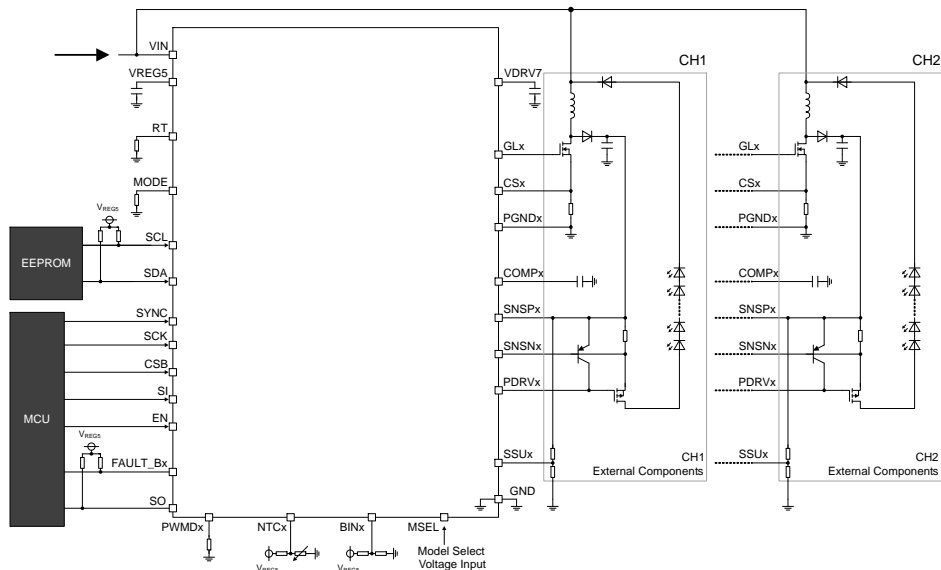 CH1
CH2
VIN
VREG5
VDRV7
RT
GLx
GLx
MODE
CSx
CSx
VREG5
PGNDx
PGNDx
SCL
EEPROM
SDA
COMPx
COMPx
SYNC
SNSPx
SNSPx
SCK
SNSNx
SNSNx
CSB
SI
PDRVx
PDRVx
MCU
EN
VREG5
FAULT_Bx
SSUx
SSUx
CH1
External Components
CH2
External Components
SO
GND
PWMDx
NTCx
BINx
MSEL
VREG5
VREG5
Model Select
Voltage Input